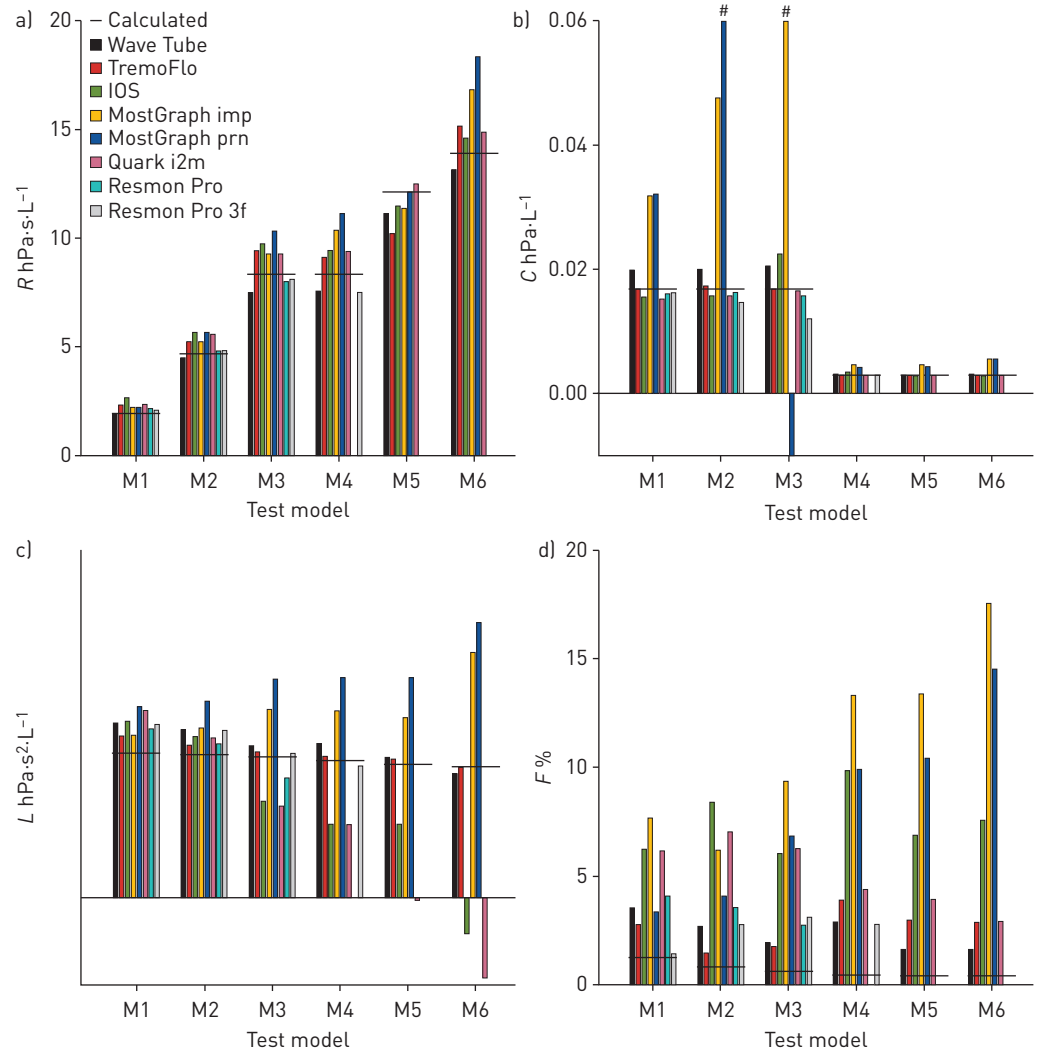 a)
20
15
10
5
0
R hPa·s·L⁻¹
– Calculated
Wave Tube
TremoFlo
IOS
MostGraph imp
MostGraph prn
Quark i2m
Resmon Pro
Resmon Pro 3f
M1 M2 M3 M4 M5 M6
Test model
b)
# #
0.06
0.04
0.02
0.00
C hPa·L⁻¹
M1 M2 M3 M4 M5 M6
Test model
c)
L hPa·s²·L⁻¹
M1 M2 M3 M4 M5 M6
Test model
d)
20
15
10
5
0
F %
M1 M2 M3 M4 M5 M6
Test model